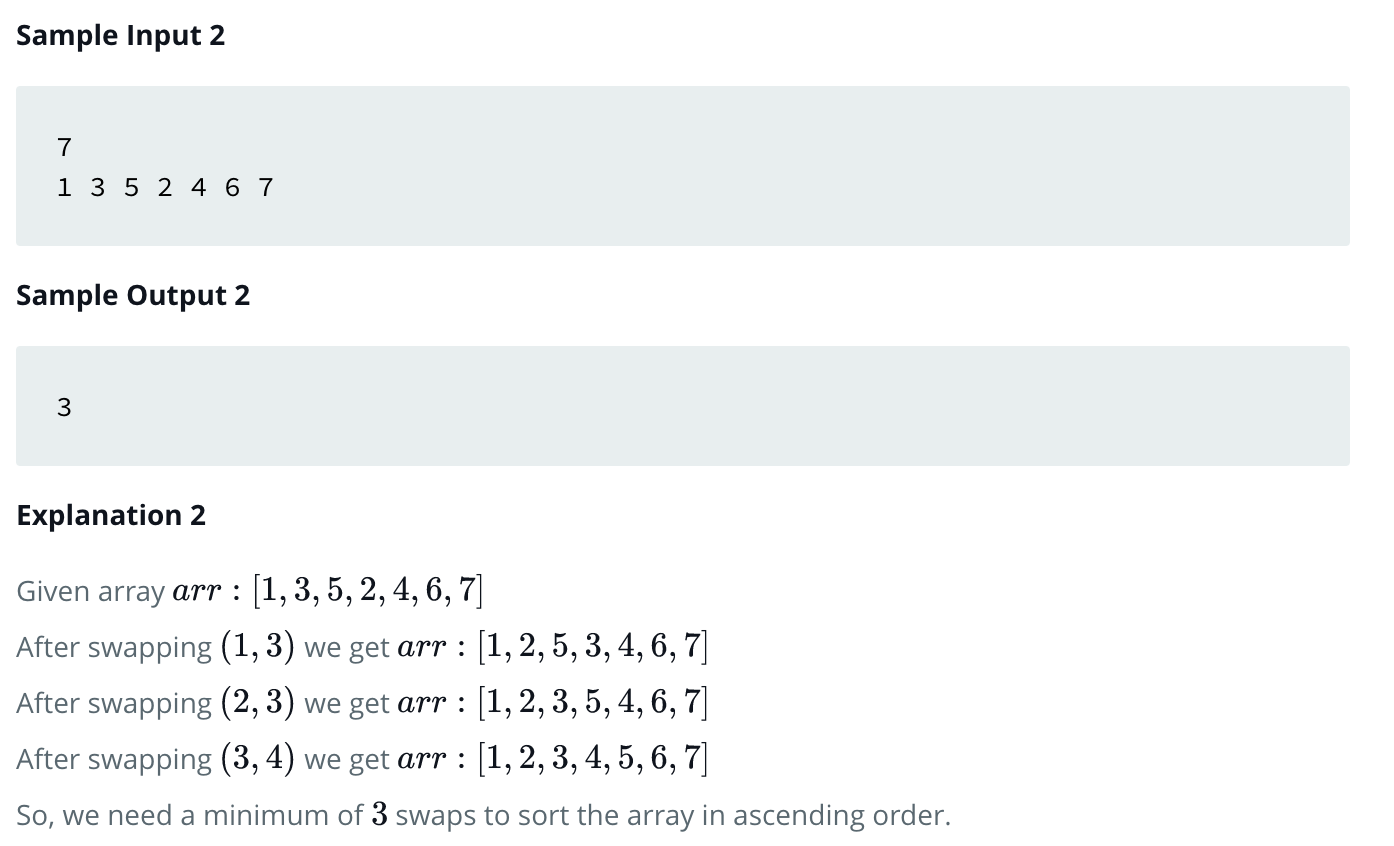 Sample Input 2
7
1 3 5 2 4 6 7
Sample Output 2
3
Explanation 2
Given array arr : [1, 3, 5, 2, 4, 6, 7]
After swapping (1, 3) we get arr : [1, 2, 5, 3, 4, 6, 7]
After swapping (2, 3) we get arr : [1, 2, 3, 5, 4, 6, 7]
After swapping (3, 4) we get arr : [1, 2, 3, 4, 5, 6, 7]
So, we need a minimum of 3 swaps to sort the array in ascending order.